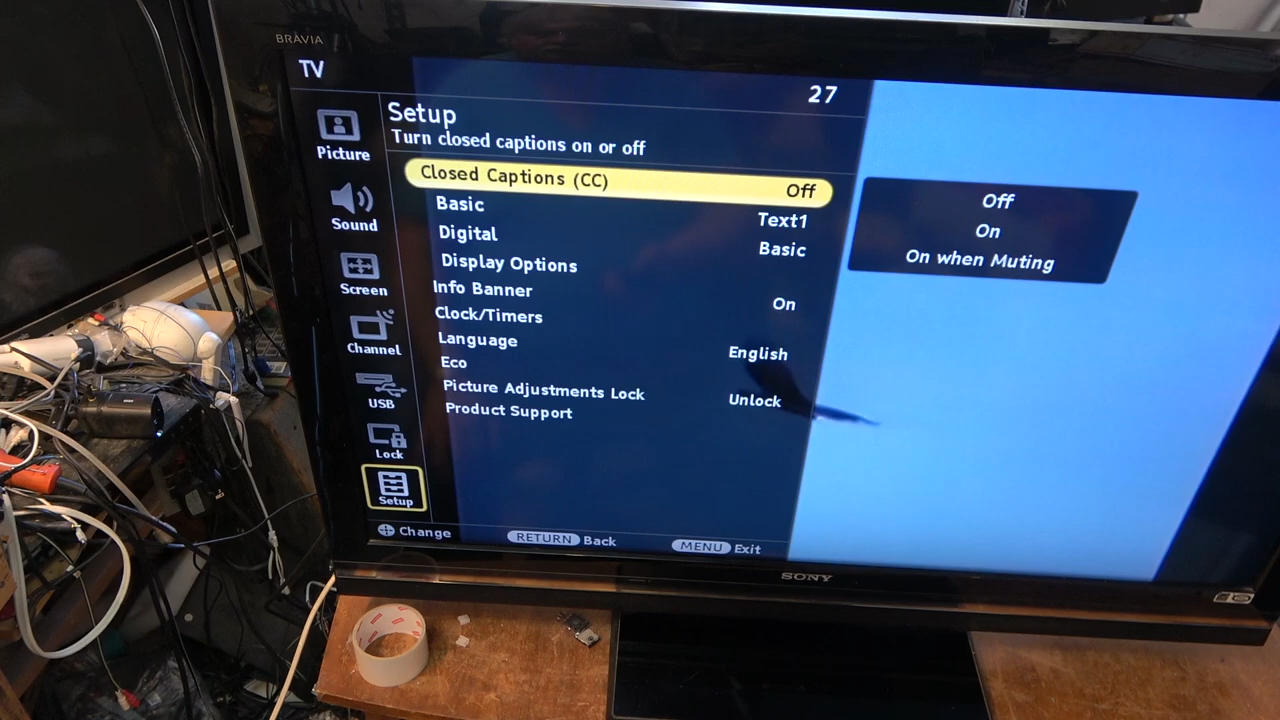 BRAVIA
TV
27
Setup
Turn closed captions on or off
Picture
Sound
Screen
Channel
USB
Lock
Setup
Closed Captions (CC) Off
Basic Text1
Digital Basic
Display Options
Info Banner On
Clock/Timers
Language English
Eco
Picture Adjustments Lock Unlock
Product Support
Off
On
On when Muting
Change RETURN Back MENU Exit
SONY